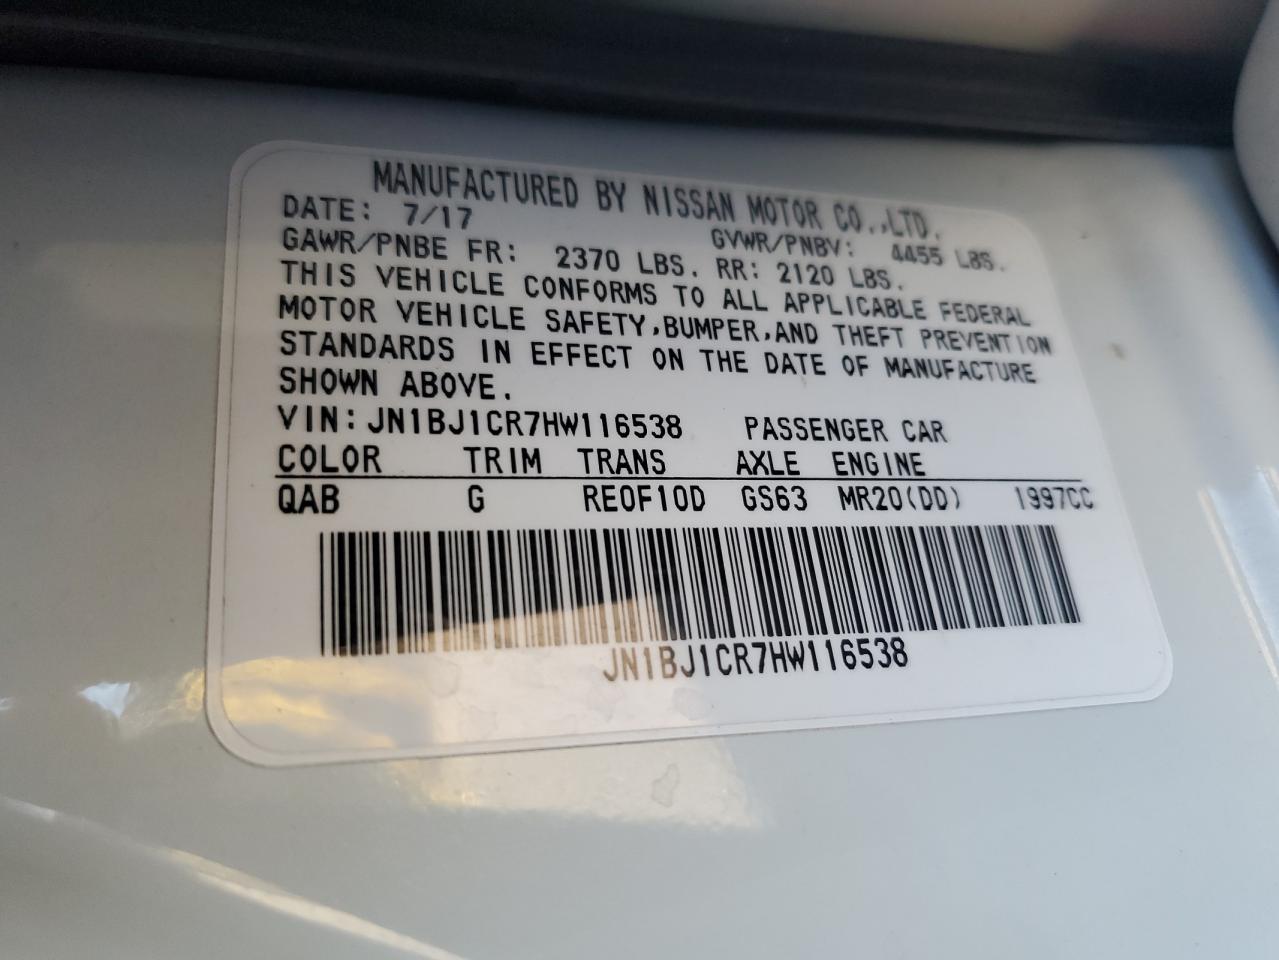 MANUFACTURED BY NISSAN MOTOR CO.,LTD.
DATE: 7/17 GVWR/PNBV: 4455 LBS.
GAWR/PNBE FR: 2370 LBS. RR: 2120 LBS.
THIS VEHICLE CONFORMS TO ALL APPLICABLE FEDERAL
MOTOR VEHICLE SAFETY,BUMPER,AND THEFT PREVENTION
STANDARDS IN EFFECT ON THE DATE OF MANUFACTURE
SHOWN ABOVE.
VIN:JN1BJ1CR7HW116538 PASSENGER CAR
COLOR TRIM TRANS AXLE ENGINE
QAB G RE0F10D GS63 MR20(DD) 1997CC
JN1BJ1CR7HW116538